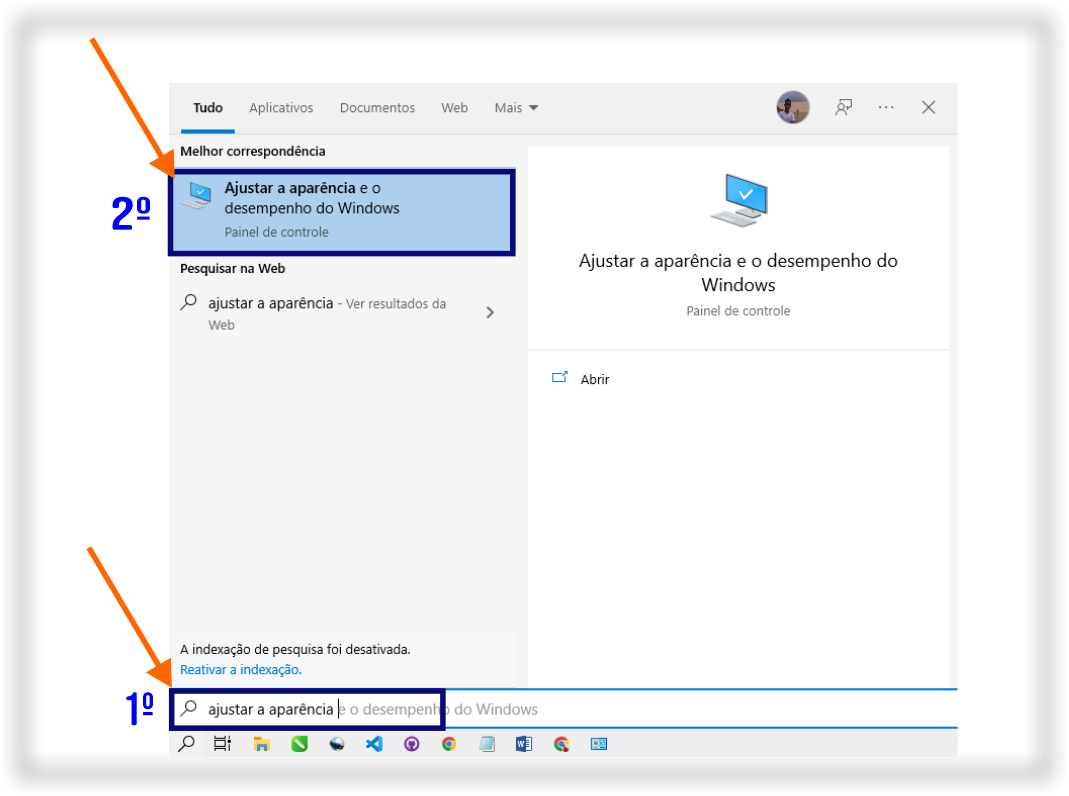 Tudo Aplicativos Documentos Web Mais
Melhor correspondência
Ajustar a aparência e o
desempenho do Windows
Painel de controle
2º
Pesquisar na Web
ajustar a aparência - Ver resultados da
Web
Ajustar a aparência e o desempenho do
Windows
Painel de controle
Abrir
A indexação de pesquisa foi desativada.
Reativar a indexação.
1º
ajustar a aparência e o desempenho do Windows